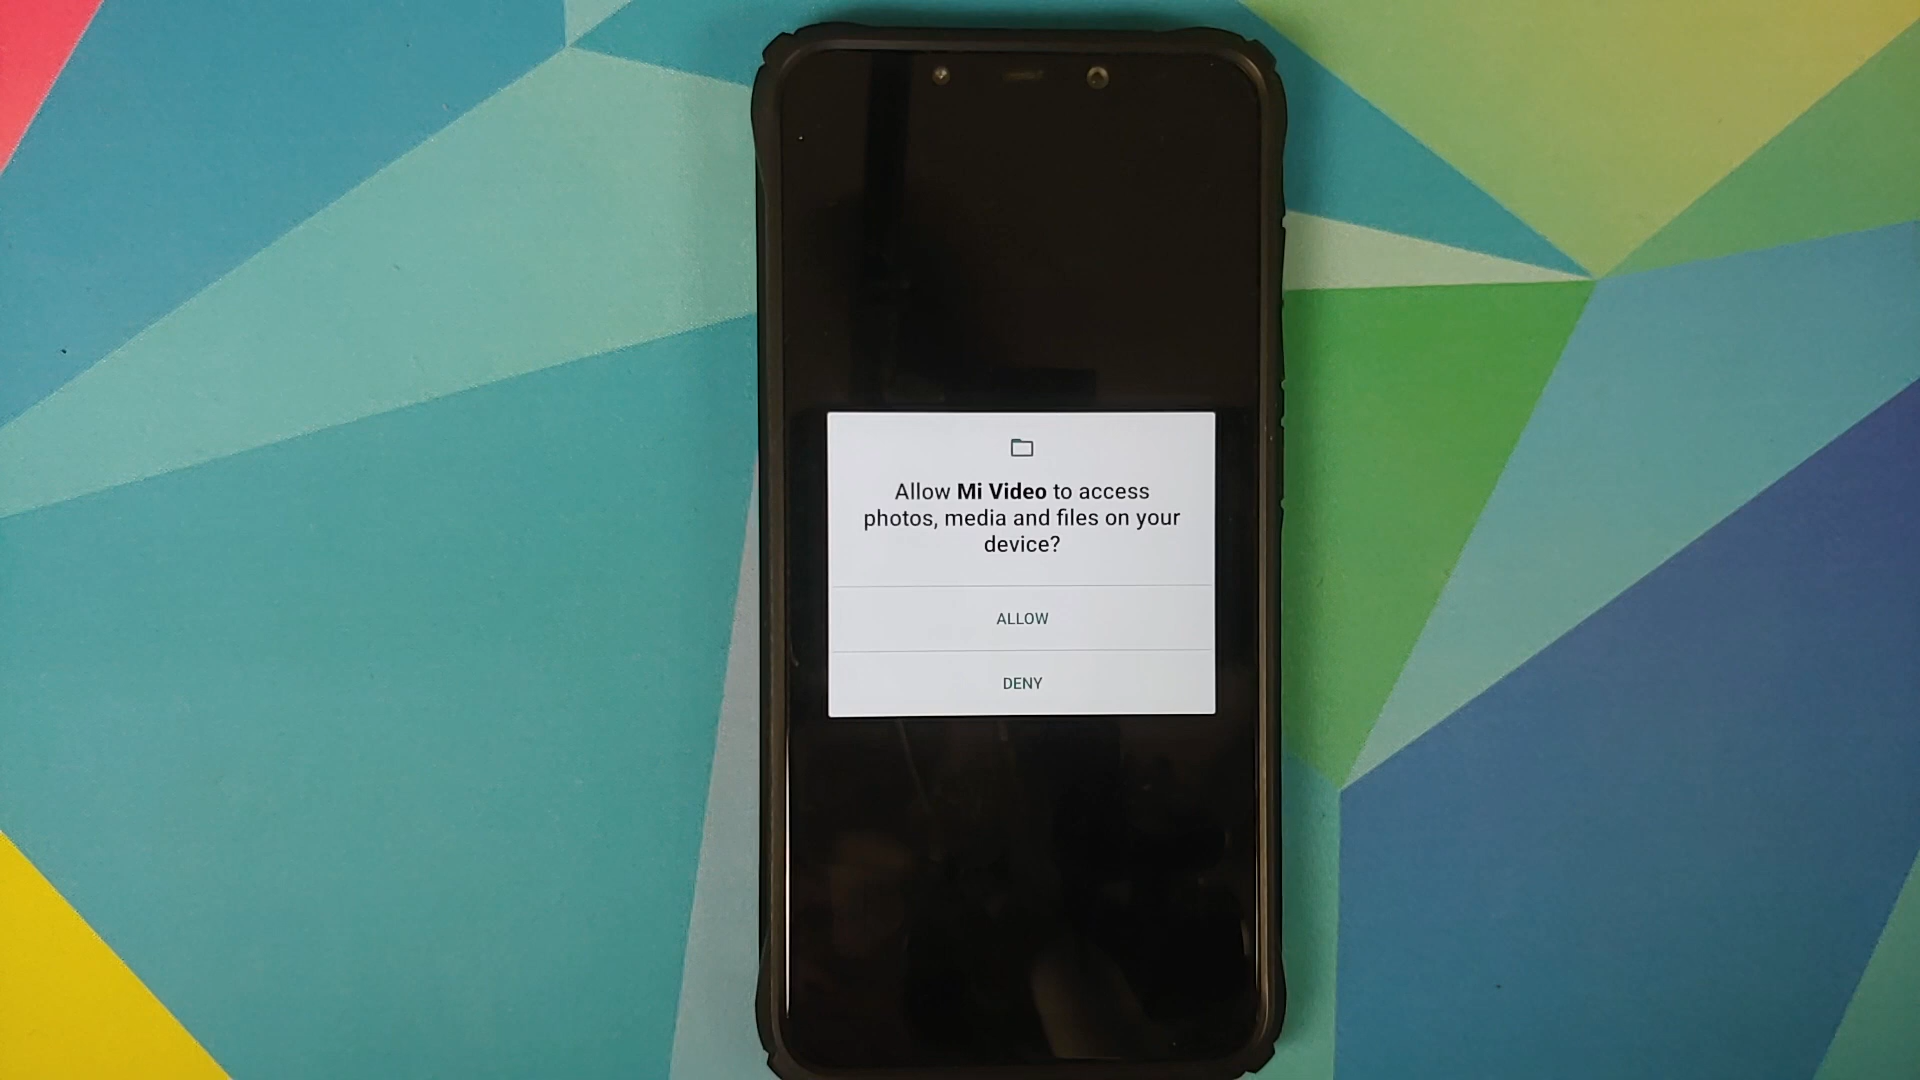 Allow Mi Video to access
photos, media and files on your
device?
ALLOW
DENY